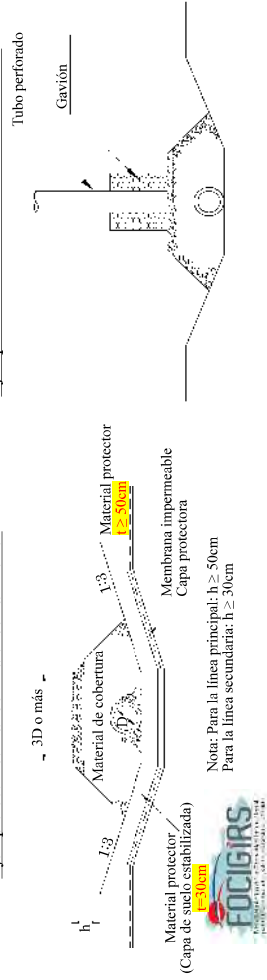 3D o más
1:3
1:3
h
Material de cobertura
D
Material protector
t ≥ 50cm
Membrana impermeable
Capa protectora
Material protector
(Capa de suelo estabilizada)
t=30cm
Nota: Para la línea principal: h ≥ 50cm
Para la línea secundaria: h ≥ 30cm
FOCIGIRS
Tubo perforado
Gavión